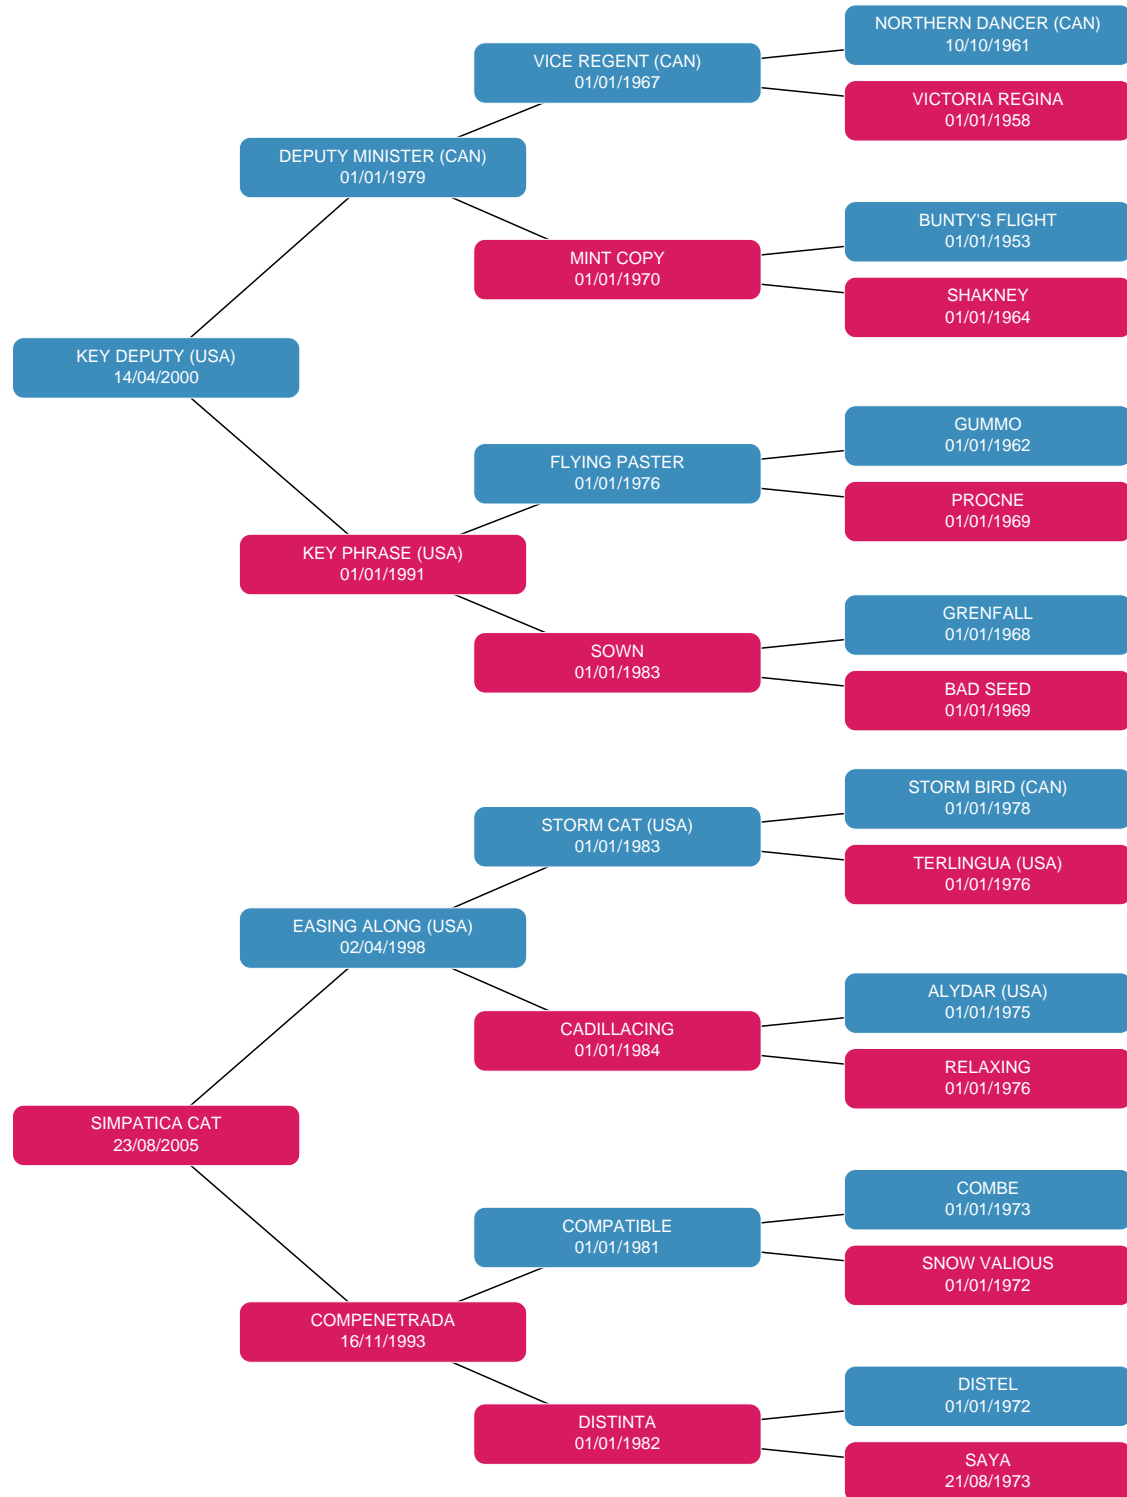 NORTHERN DANCER (CAN)
10/10/1961
VICE REGENT (CAN)
01/01/1967
VICTORIA REGINA
01/01/1958
DEPUTY MINISTER (CAN)
01/01/1979
BUNTY'S FLIGHT
01/01/1953
MINT COPY
01/01/1970
SHAKNEY
01/01/1964
KEY DEPUTY (USA)
14/04/2000
GUMMO
01/01/1962
FLYING PASTER
01/01/1976
PROCNE
01/01/1969
KEY PHRASE (USA)
01/01/1991
GRENFALL
01/01/1968
SOWN
01/01/1983
BAD SEED
01/01/1969
STORM BIRD (CAN)
01/01/1978
STORM CAT (USA)
01/01/1983
TERLINGUA (USA)
01/01/1976
EASING ALONG (USA)
02/04/1998
ALYDAR (USA)
01/01/1975
CADILLACING
01/01/1984
RELAXING
01/01/1976
SIMPATICA CAT
23/08/2005
COMBE
01/01/1973
COMPATIBLE
01/01/1981
SNOW VALIOUS
01/01/1972
COMPENETRADA
16/11/1993
DISTEL
01/01/1972
DISTINTA
01/01/1982
SAYA
21/08/1973